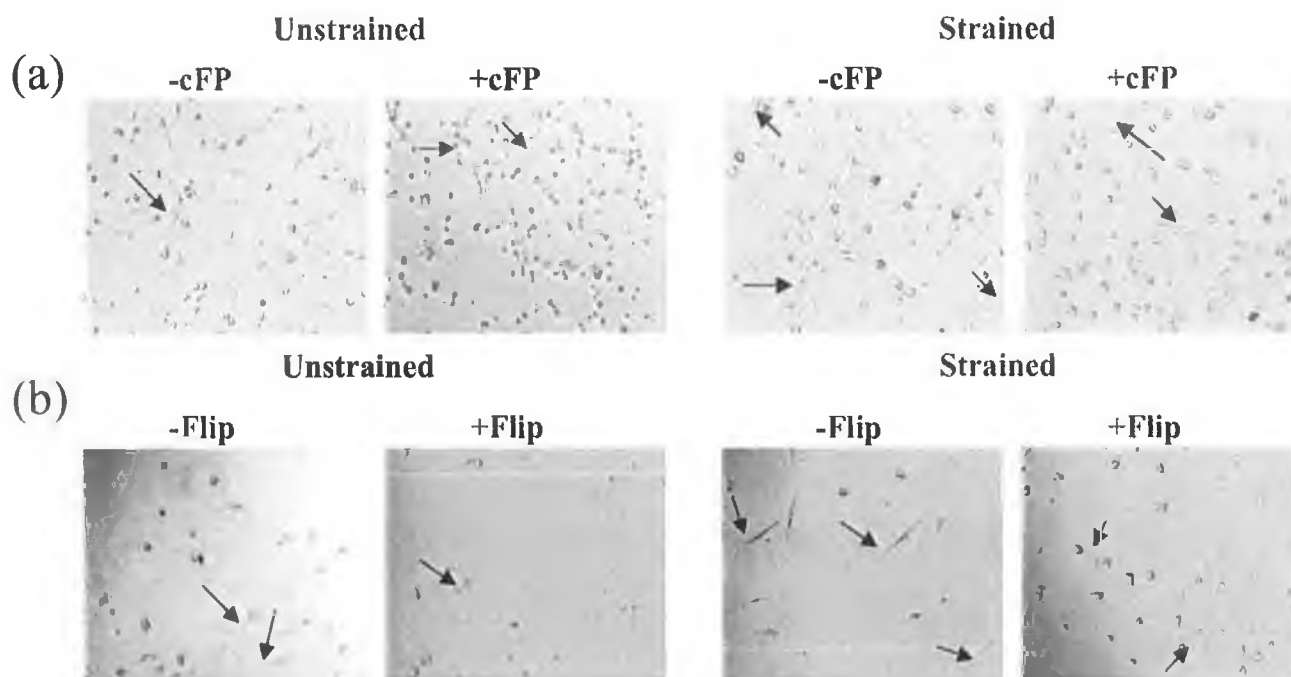 Unstrained Strained
(a)
-cFP +cFP -cFP +cFP
Unstrained Strained
(b)
-Flip +Flip -Flip +Flip